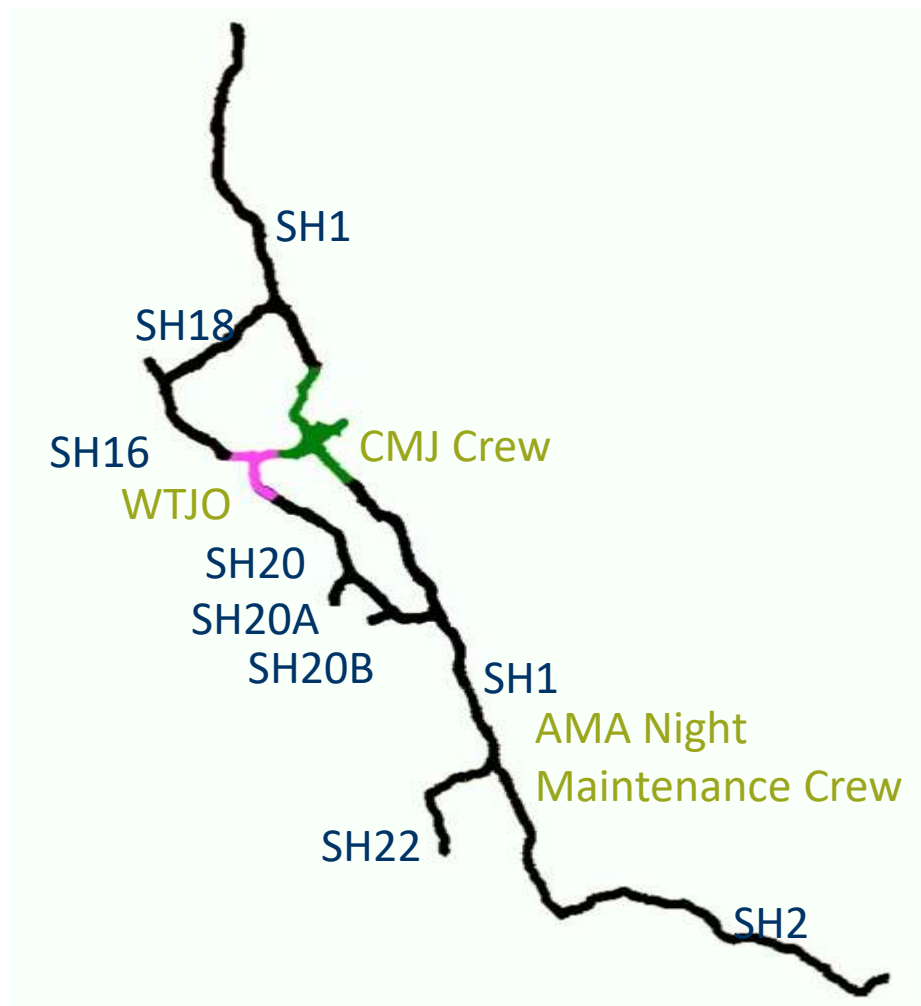 SH1
SH18
CMJ Crew
SH16
WTJO
SH20
SH20A
SH20B
SH1
AMA Night
Maintenance Crew
SH22
SH2